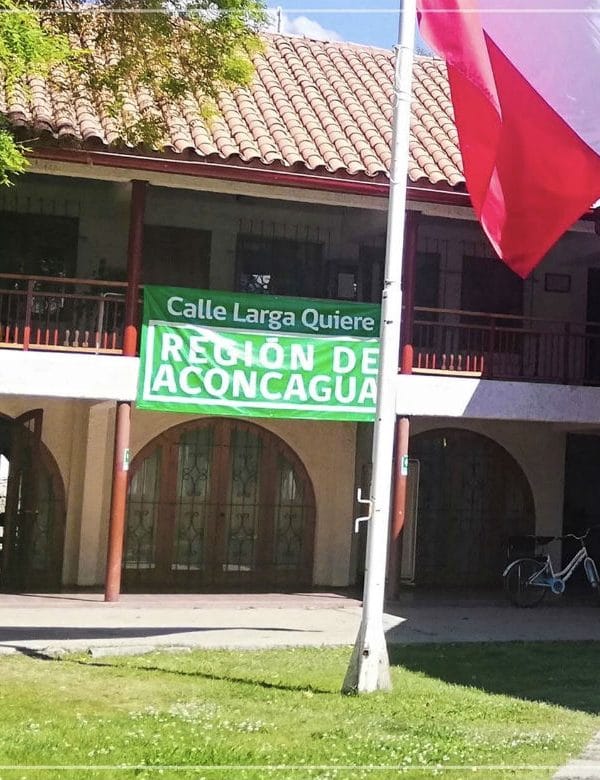 Calle Larga Quiere
REGIÓN DE
ACONCAGUA